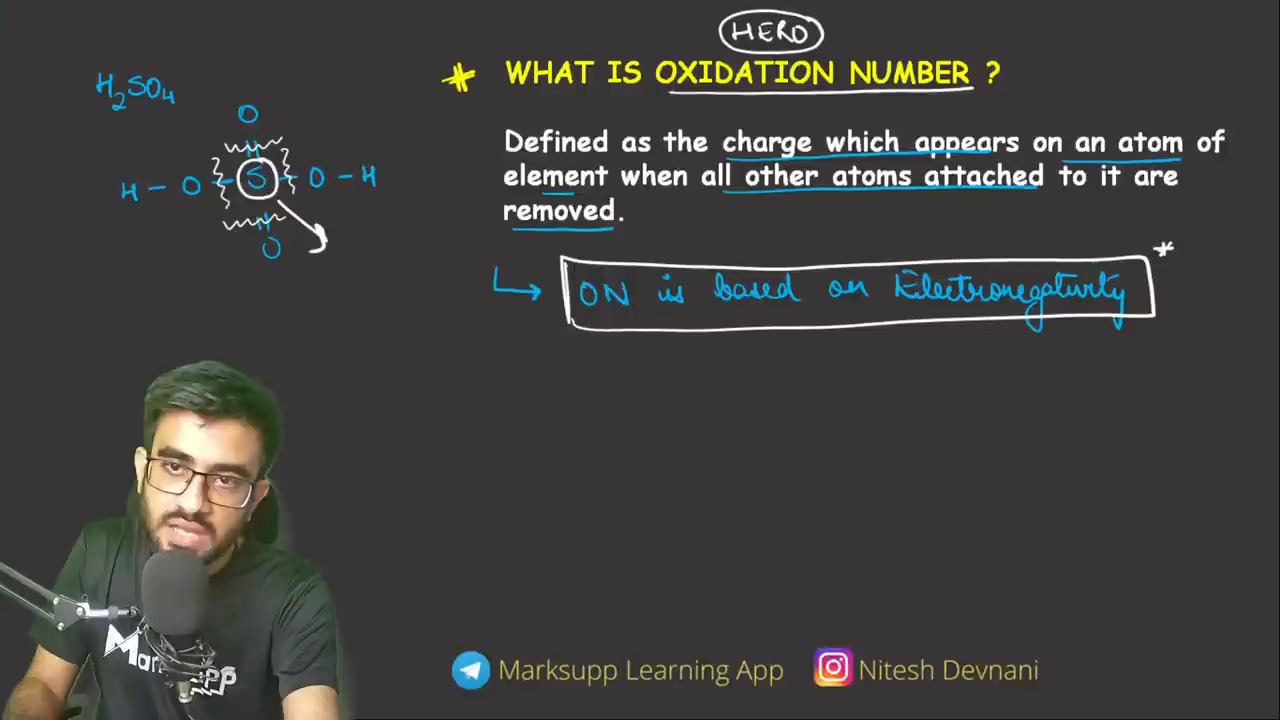 HERO
* WHAT IS OXIDATION NUMBER ?
H2SO4
O
H - O - S - O - H
O
Defined as the charge which appears on an atom of
element when all other atoms attached to it are
removed.
ON is based on Electronegativity *
Marksupp
Marksupp Learning App
Nitesh Devnani